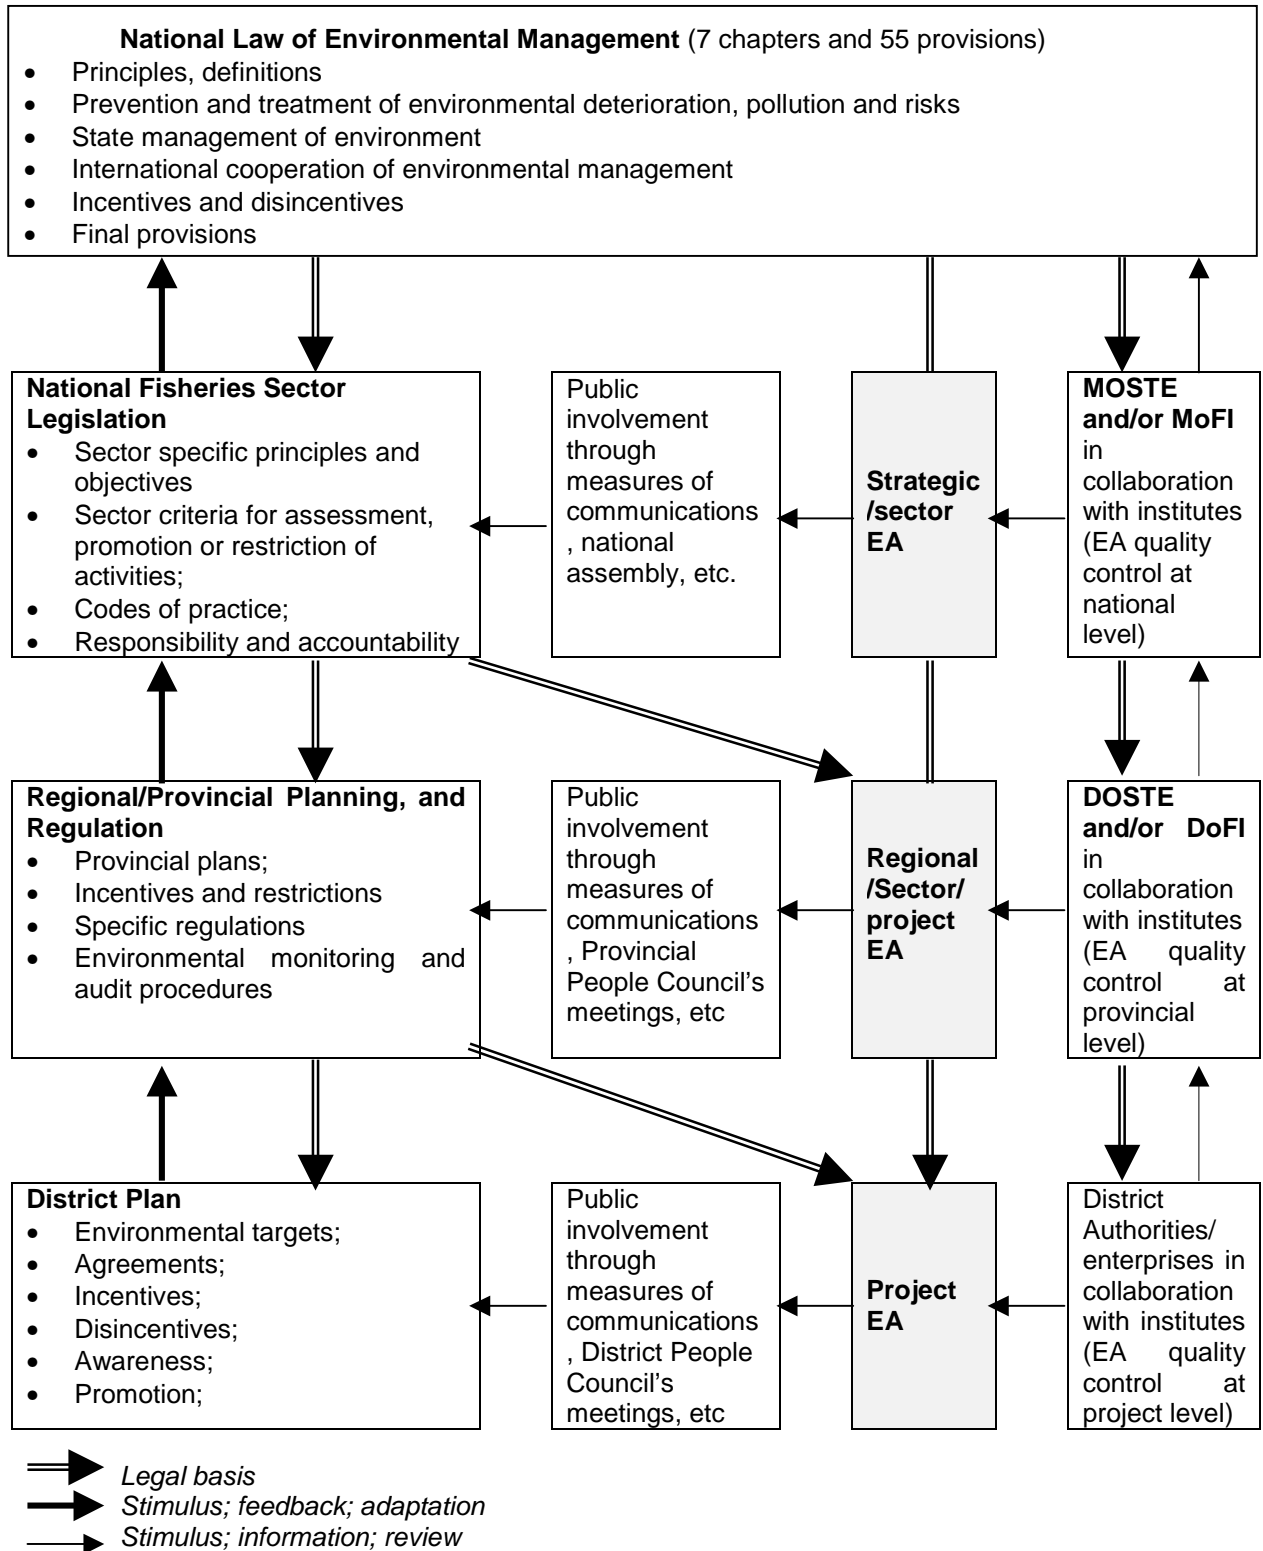 National Law of Environmental Management (7 chapters and 55 provisions)
• Principles, definitions
• Prevention and treatment of environmental deterioration, pollution and risks
• State management of environment
• International cooperation of environmental management
• Incentives and disincentives
• Final provisions
National Fisheries Sector
Legislation
• Sector specific principles and
objectives
• Sector criteria for assessment,
promotion or restriction of
activities;
• Codes of practice;
• Responsibility and accountability
Public
involvement
through
measures of
communications
, national
assembly, etc.
Strategic
/sector
EA
MOSTE
and/or MoFI
in
collaboration
with institutes
(EA quality
control at
national
level)
Regional/Provincial Planning, and
Regulation
• Provincial plans;
• Incentives and restrictions
• Specific regulations
• Environmental monitoring and
audit procedures
Public
involvement
through
measures of
communications
, Provincial
People Council’s
meetings, etc
Regional
/Sector/
project
EA
DOSTE
and/or DoFI
in
collaboration
with institutes
(EA quality
control at
provincial
level)
District Plan
• Environmental targets;
• Agreements;
• Incentives;
• Disincentives;
• Awareness;
• Promotion;
Public
involvement
through
measures of
communications
, District People
Council’s
meetings, etc
Project
EA
District
Authorities/
enterprises in
collaboration
with institutes
(EA quality
control at
project level)
Legal basis
Stimulus; feedback; adaptation
Stimulus; information; review